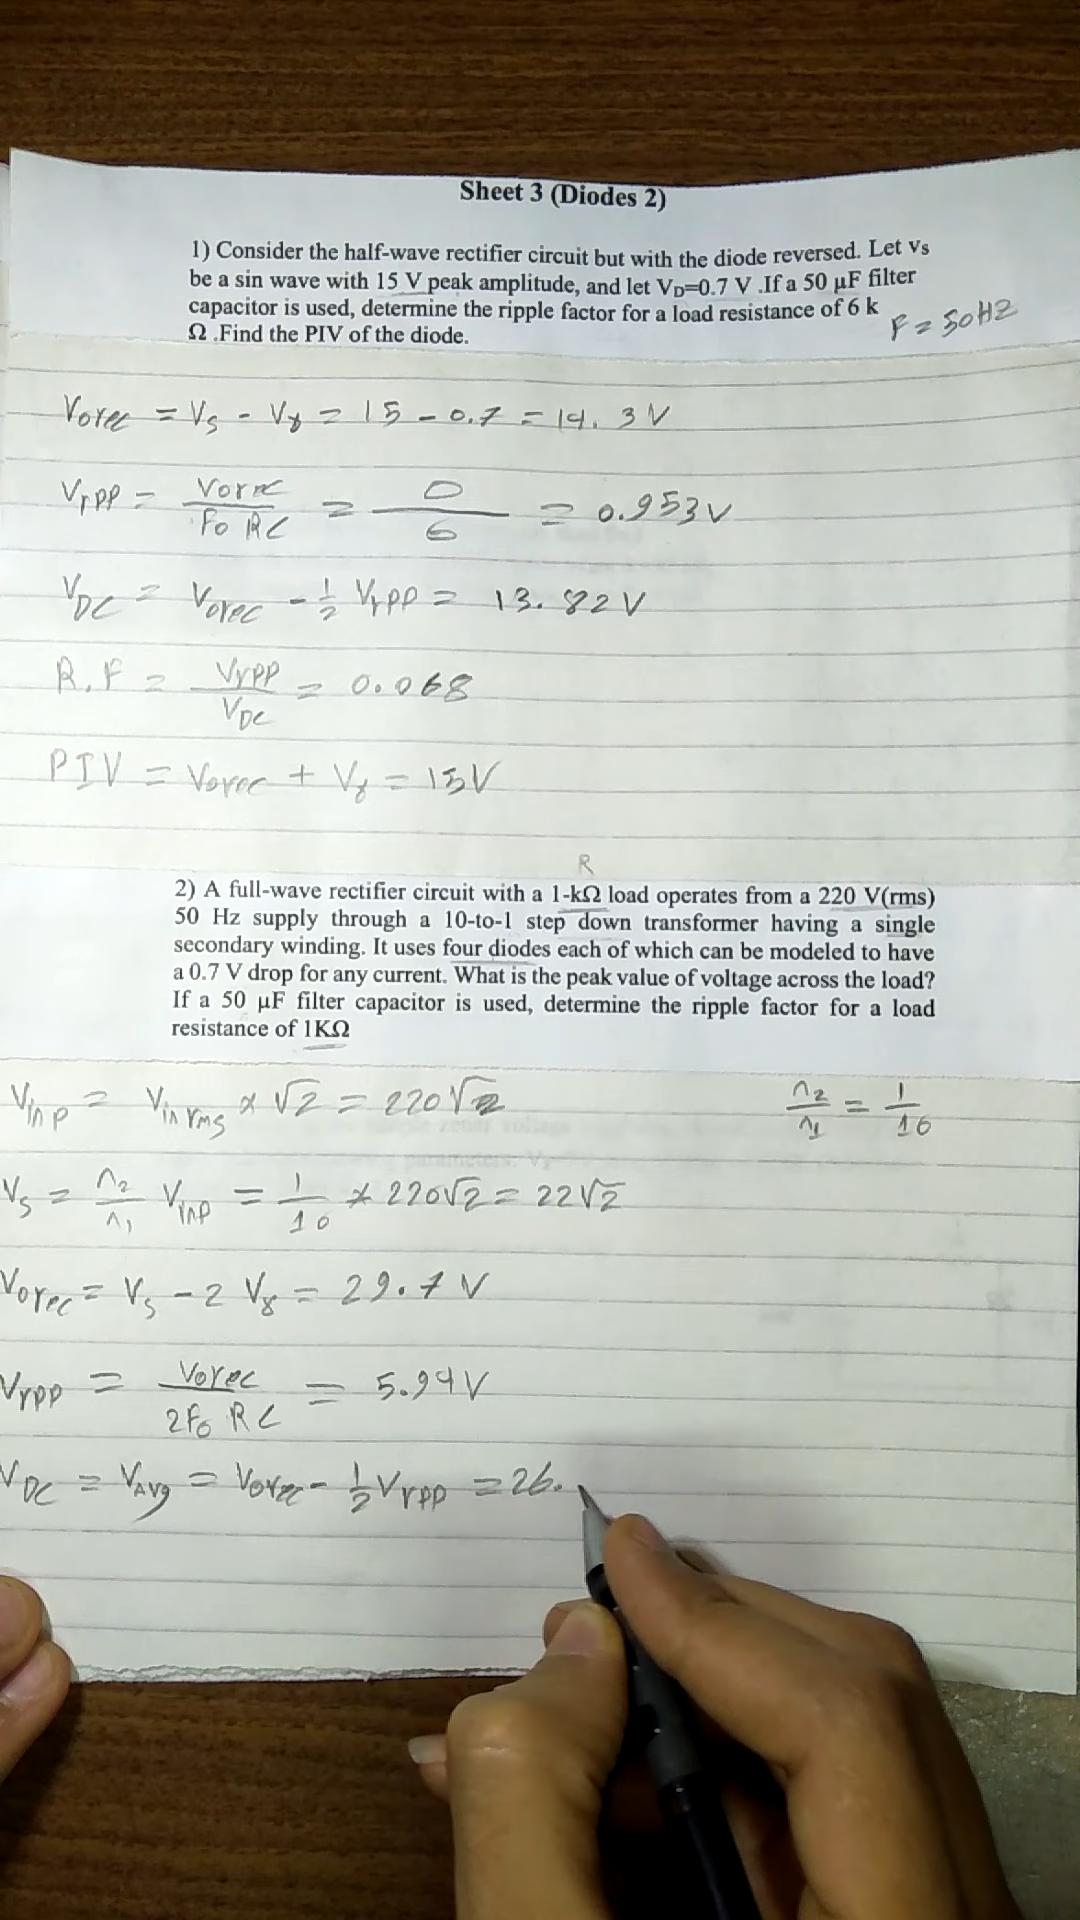 Sheet 3 (Diodes 2)
1) Consider the half-wave rectifier circuit but with the diode reversed. Let vs
be a sin wave with 15 V peak amplitude, and let VD=0.7 V .If a 50 μF filter
capacitor is used, determine the ripple factor for a load resistance of 6 k
Ω .Find the PIV of the diode.
F = 50HZ
Vorec = Vs - Vγ = 15 - 0.7 = 14.3V
Vrpp = Vorec / Fo RC = 0 / 6 = 0.953V
VDC = Vorec - 1/2 Vrpp = 13.82V
R.F = Vrpp / VDC = 0.068
PIV = Vorec + Vγ = 15V
R
2) A full-wave rectifier circuit with a 1-kΩ load operates from a 220 V(rms)
50 Hz supply through a 10-to-1 step down transformer having a single
secondary winding. It uses four diodes each of which can be modeled to have
a 0.7 V drop for any current. What is the peak value of voltage across the load?
If a 50 μF filter capacitor is used, determine the ripple factor for a load
resistance of 1KΩ
Vinp = Vinrms * √2 = 220√2
n2/n1 = 1/10
Vs = n2/n1 Vinp = 1/10 * 220√2 = 22√2
Vorec = Vs - 2 Vγ = 29.7 V
Vrpp = Vorec / 2Fo RC = 5.94V
VDC = VAvg = Vorec - 1/2 Vrpp = 26.